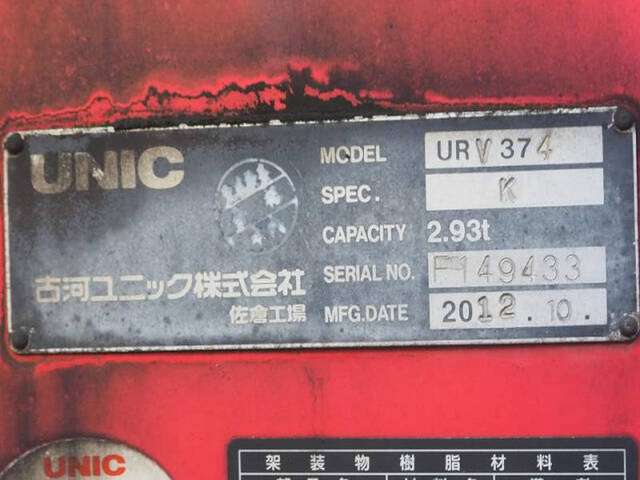 UNIC
MODEL URV374
SPEC. K
CAPACITY 2.93t
古河ユニック株式会社
佐倉工場
SERIAL NO. F149433
MFG.DATE 2012.10.
UNIC
架装物樹脂材料表